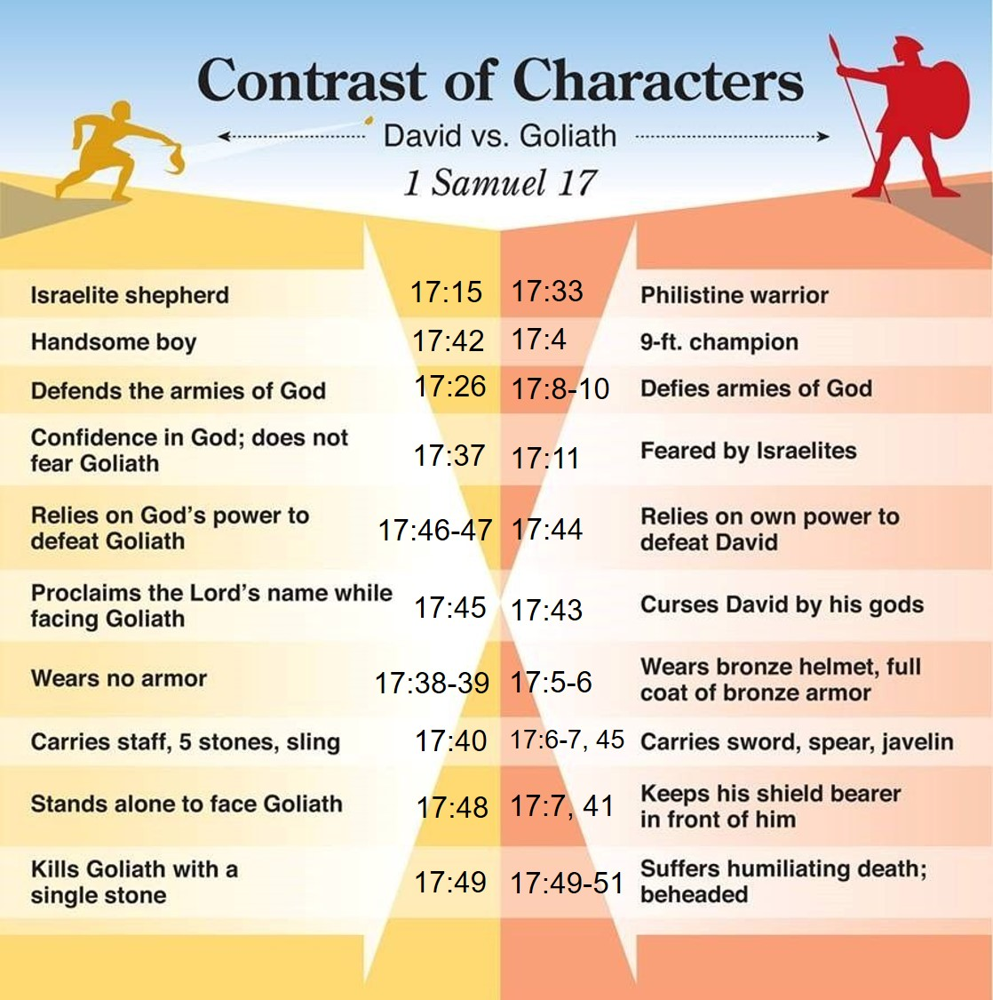 Contrast of Characters
David vs. Goliath
1 Samuel 17
Israelite shepherd 17:15 17:33 Philistine warrior
Handsome boy 17:42 17:4 9-ft. champion
Defends the armies of God 17:26 17:8-10 Defies armies of God
Confidence in God; does not
fear Goliath 17:37 17:11 Feared by Israelites
Relies on God's power to
defeat Goliath 17:46-47 17:44 Relies on own power to
defeat David
Proclaims the Lord's name while
facing Goliath 17:45 17:43 Curses David by his gods
Wears no armor 17:38-39 17:5-6 Wears bronze helmet, full
coat of bronze armor
Carries staff, 5 stones, sling 17:40 17:6-7, 45 Carries sword, spear, javelin
Stands alone to face Goliath 17:48 17:7, 41 Keeps his shield bearer
in front of him
Kills Goliath with a
single stone 17:49 17:49-51 Suffers humiliating death;
beheaded